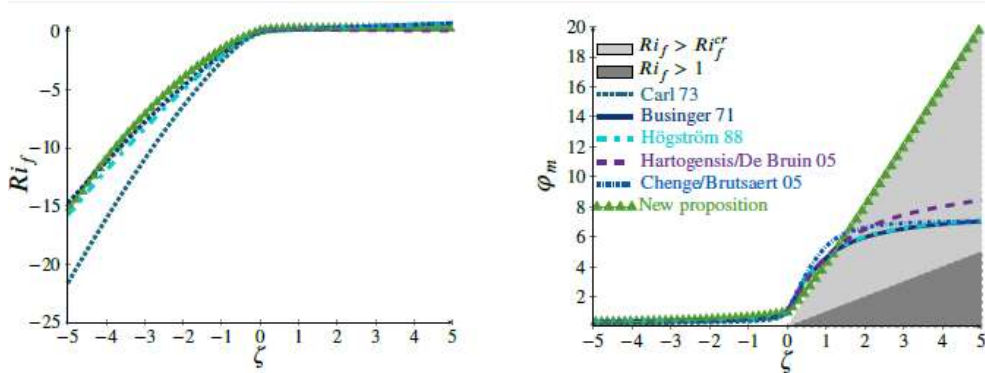 0
−5
−10
−15
−20
−25
Ri_f
−5 −4 −3 −2 −1 0 1 2 3 4 5
ζ
20
18
16
14
12
10
8
6
4
2
φ_m
Ri_f > Ri_f^cr
Ri_f > 1
Carl 73
Businger 71
Högström 88
Hartogensis/De Bruin 05
Chenge/Brutsaert 05
New proposition
−5 −4 −3 −2 −1 0 1 2 3 4 5
ζ